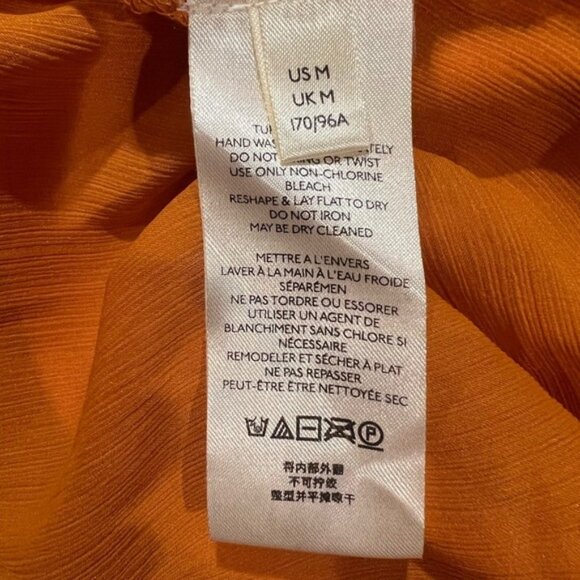 US M
UK M
170/96A
HAND WAS
DO NOT OR TWIST
USE ONLY NON-CHLORINE
BLEACH
RESHAPE & LAY FLAT TO DRY
DO NOT IRON
MAY BE DRY CLEANED
METTRE A L'ENVERS
LAVER À LA MAIN À L'EAU FROIDE
SÉPARÉMEN
NE PAS TORDRE OU ESSORER
UTILISER UN AGENT DE
BLANCHIMENT SANS CHLORE SI
NÉCESSAIRE
REMODELER ET SÉCHER À PLAT
NE PAS REPASSER
PEUT-ÊTRE ÊTRE NETTOYÉE SEC
P
将内部外翻
不可拧绞
整型并平摊晾干